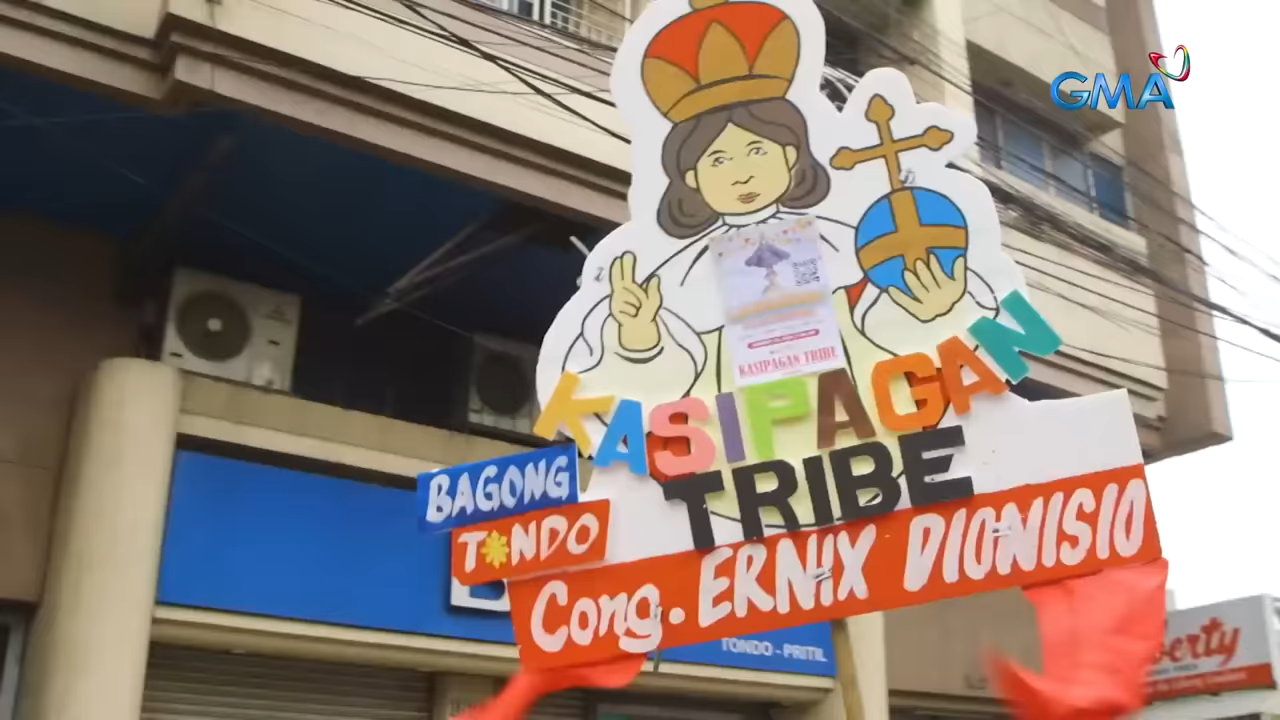 GMA
KASIPAGAN TRIBE
KASIPAGAN
TRIBE
BAGONG
TONDO
Cong. ERNIX DIONISIO
TONDO - PRITIL